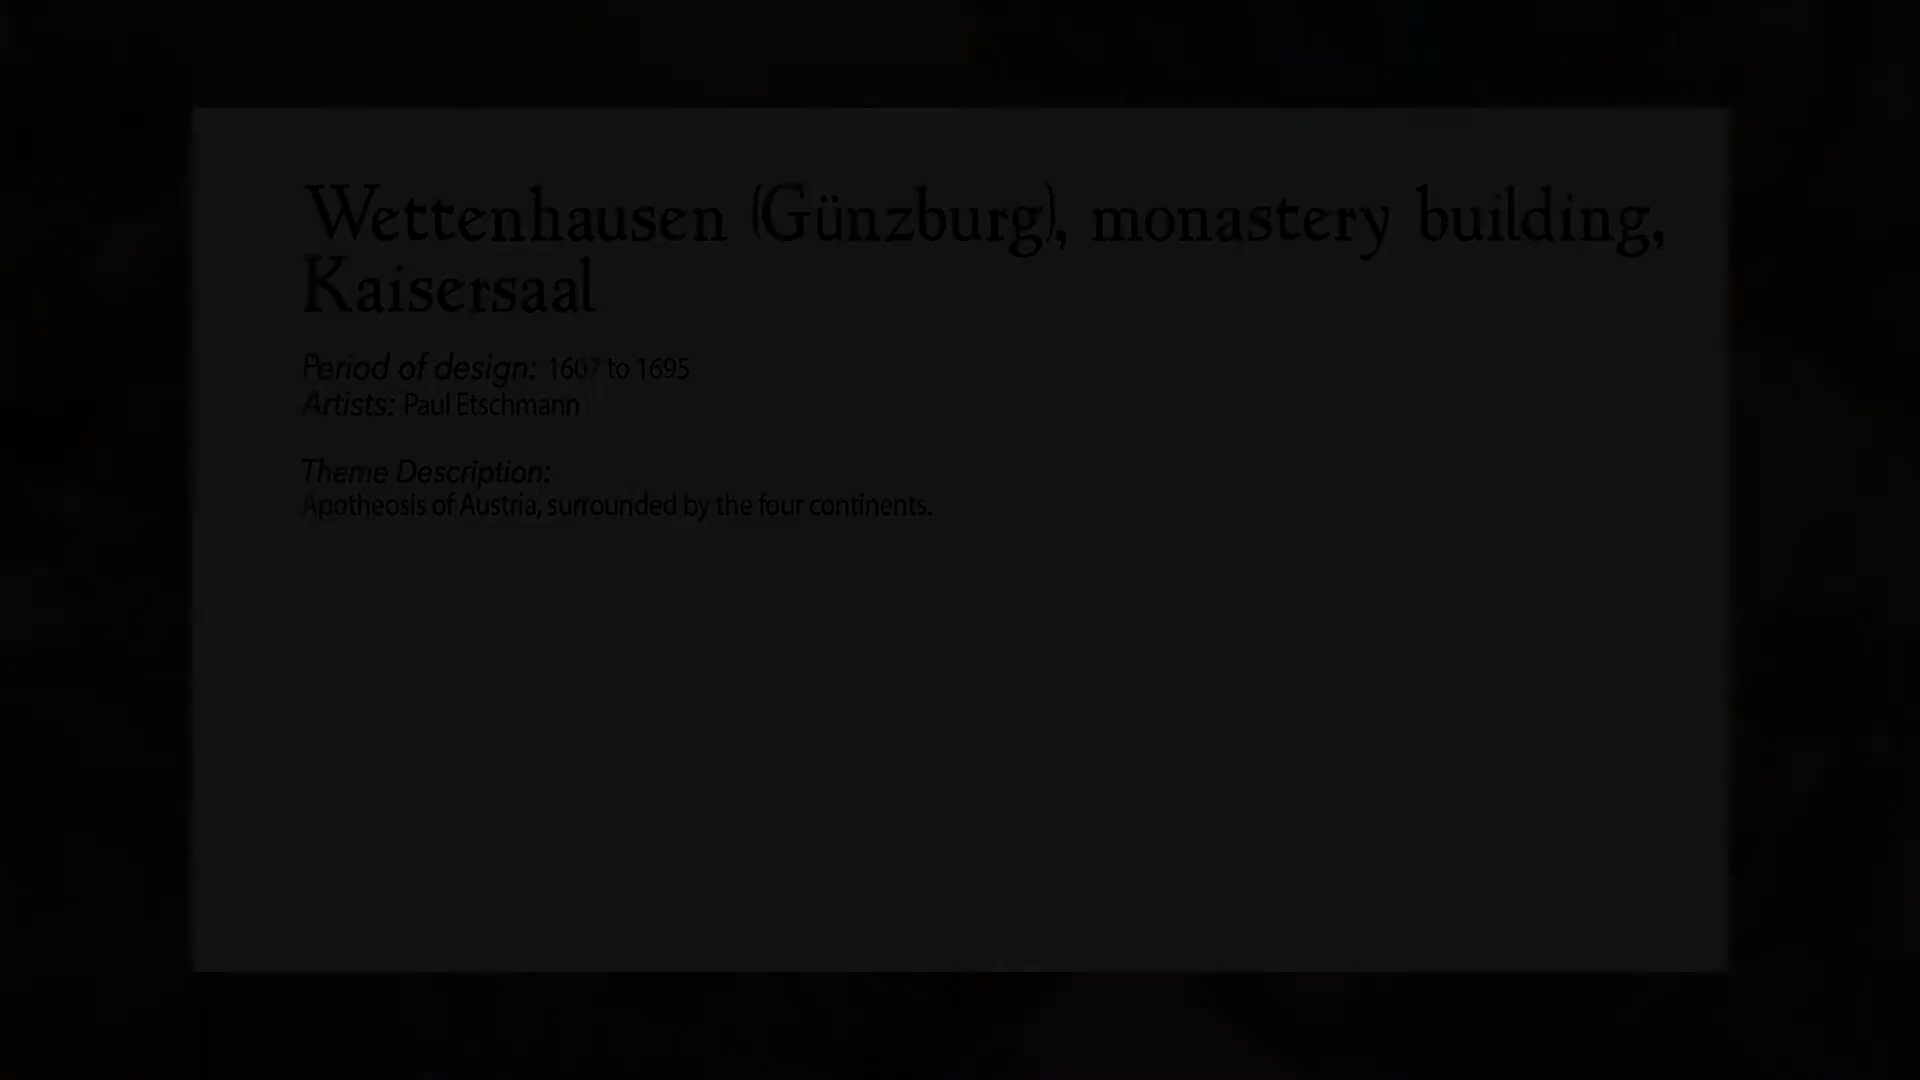 Wettenhausen (Günzburg), monastery building,
Kaisersaal
Period of design: 1607 to 1695
Artists: Paul Etschmann
Theme Description:
Apotheosis of Austria, surrounded by the four continents.